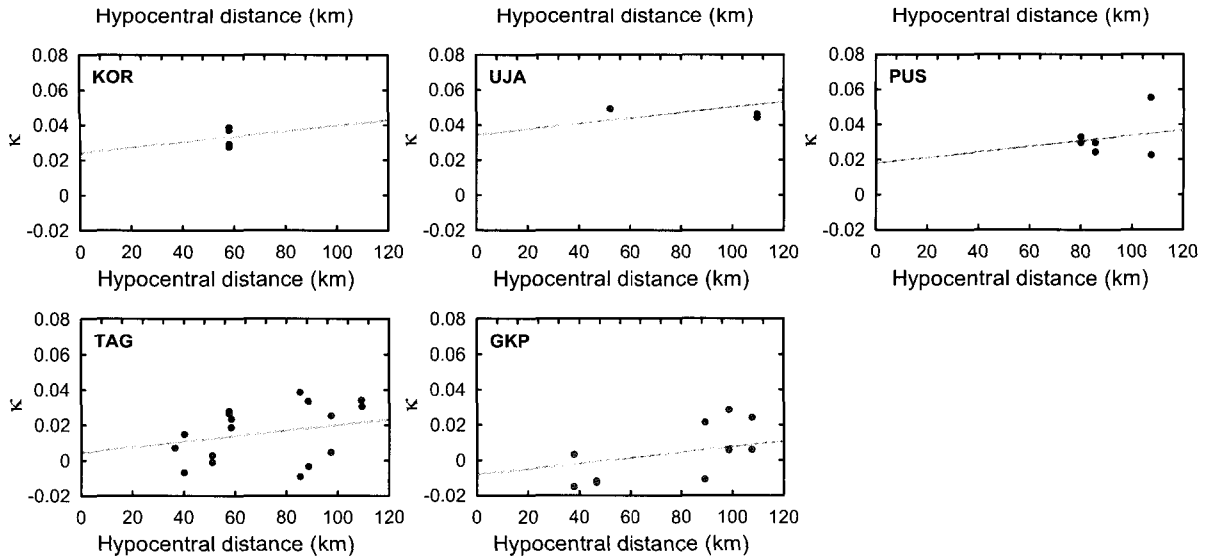 Hypocentral distance (km) Hypocentral distance (km) Hypocentral distance (km)
KOR
0.08
0.06
0.04
0.02
0
-0.02
κ
0 20 40 60 80 100 120
Hypocentral distance (km)
UJA
0.08
0.06
0.04
0.02
0
-0.02
κ
0 20 40 60 80 100 120
Hypocentral distance (km)
PUS
0.08
0.06
0.04
0.02
0
-0.02
κ
0 20 40 60 80 100 120
Hypocentral distance (km)
TAG
0.08
0.06
0.04
0.02
0
-0.02
κ
0 20 40 60 80 100 120
Hypocentral distance (km)
GKP
0.08
0.06
0.04
0.02
0
-0.02
κ
0 20 40 60 80 100 120
Hypocentral distance (km)